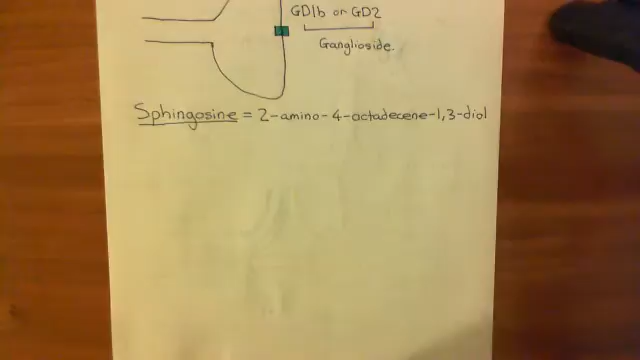 GD1b or GD2
Ganglioside.
Sphingosine = 2-amino-4-octadecene-1,3-diol